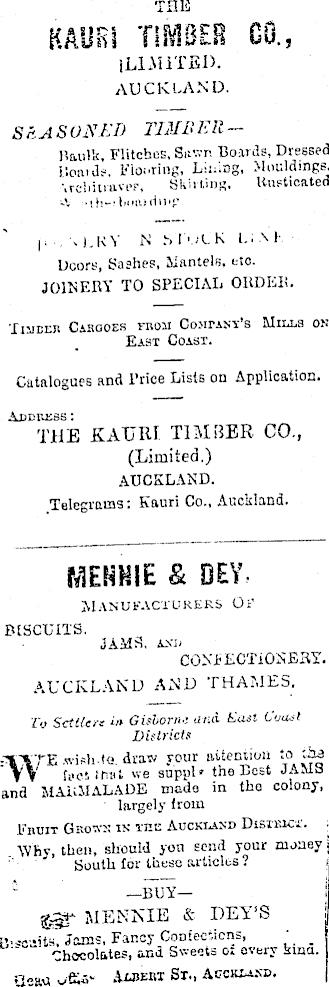 THE
KAURI TIMBER CO.,
(LIMITED).
AUCKLAND.
SEASONED TIMBER—
Baulk, Flitches, Sawn Boards, Dressed
Boards, Flooring, Lining, Mouldings,
Architraves, Skirting, Rusticated
JOINERY IN STOCK LINES
Doors, Sashes, Mantels, etc.
JOINERY TO SPECIAL ORDER.
TIMBER CARGOES FROM COMPANY'S MILLS ON
EAST COAST.
Catalogues and Price Lists on Application.
ADDRESS:
THE KAURI TIMBER CO.,
(Limited.)
AUCKLAND.
Telegrams: Kauri Co., Auckland.
MENNIE & DEY,
MANUFACTURERS OF
BISCUITS,
JAMS, AND
CONFECTIONERY.
AUCKLAND AND THAMES.
To Settlers in Gisborne and East Coast
Districts
WE wish to draw your attention to the
fact that we supply the Best JAMS
and MARMALADE made in the colony,
largely from
FRUIT GROWN IN THE AUCKLAND DISTRICT.
Why, then, should you send your money
South for these articles?
—BUY—
MENNIE & DEY'S
Biscuits, Jams, Fancy Confections,
Chocolates, and Sweets of every kind.
Head Office ALBERT ST., AUCKLAND.